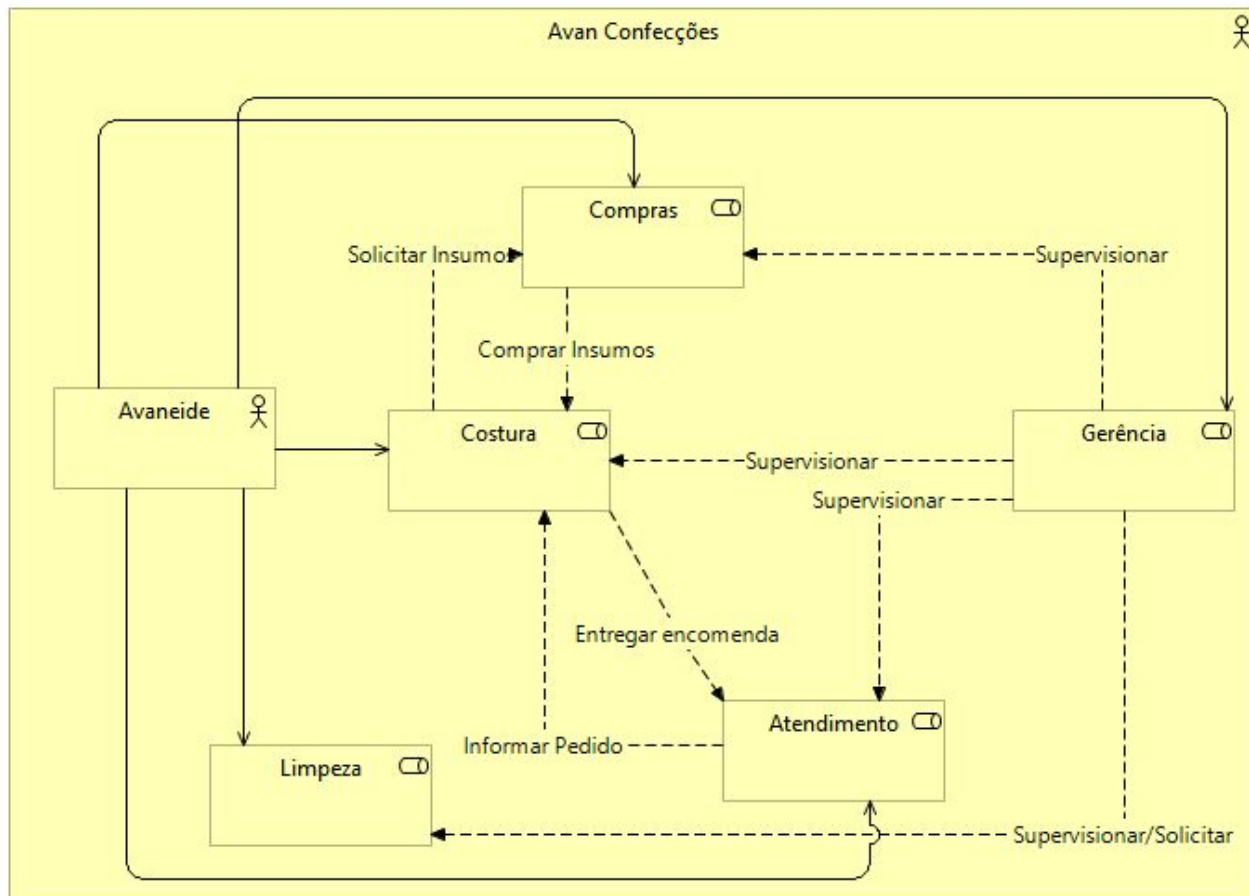 Avan Confecções
Compras
Solicitar Insumos
Supervisionar
Comprar Insumos
Avaneide
Costura
Gerência
Supervisionar
Supervisionar
Entregar encomenda
Atendimento
Informar Pedido
Limpeza
Supervisionar/Solicitar